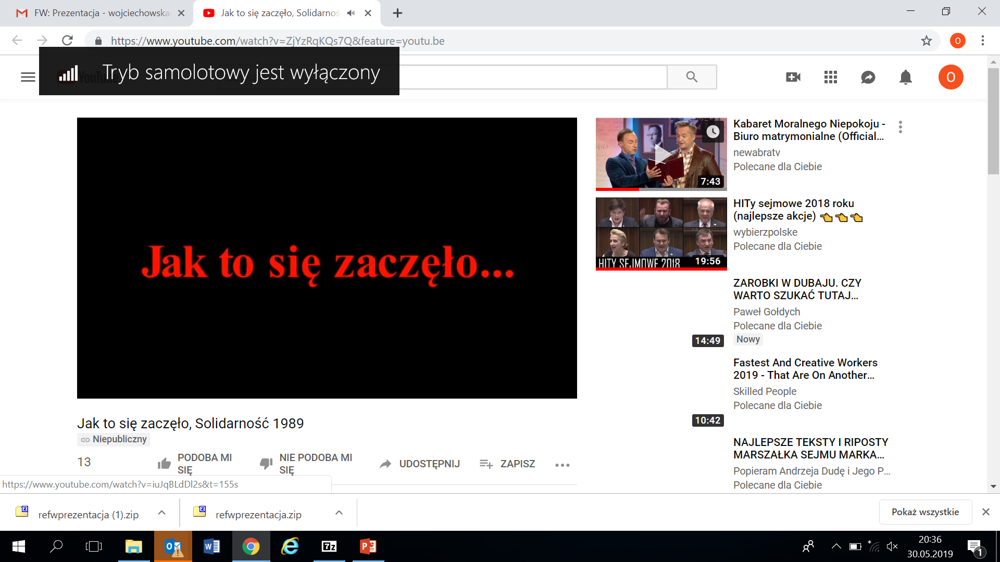 FW: Prezentacja - wojciechowska
Jak to się zaczęło, Solidarnoś
https://www.youtube.com/watch?v=ZjYzRqKQs7Q&feature=youtu.be
O
Tryb samolotowy jest wyłączony
O
Jak to się zaczęło...
Kabaret Moralnego Niepokoju -
Biuro matrymonialne (Official...
newabratv
Polecane dla Ciebie
7:43
HITy sejmowe 2018 roku
(najlepsze akcje) 👈👈👈
wybierzpolske
Polecane dla Ciebie
HITY SEJMOWE 2018
19:56
ZAROBKI W DUBAJU. CZY
WARTO SZUKAĆ TUTAJ...
Paweł Gołdych
Polecane dla Ciebie
Nowy
14:49
Fastest And Creative Workers
2019 - That Are On Another...
Skilled People
Polecane dla Ciebie
10:42
NAJLEPSZE TEKSTY I RIPOSTY
MARSZAŁKA SEJMU MARKA...
Popieram Andrzeja Dudę i Jego P...
Polecane dla Ciebie
Jak to się zaczęło, Solidarność 1989
Niepubliczny
13
PODOBA MI
SIĘ
NIE PODOBA MI
SIĘ
UDOSTĘPNIJ
ZAPISZ
https://www.youtube.com/watch?v=iuJqBLdDl2s&t=155s
refwprezentacja (1).zip
refwprezentacja.zip
Pokaż wszystkie
20:36
30.05.2019
1